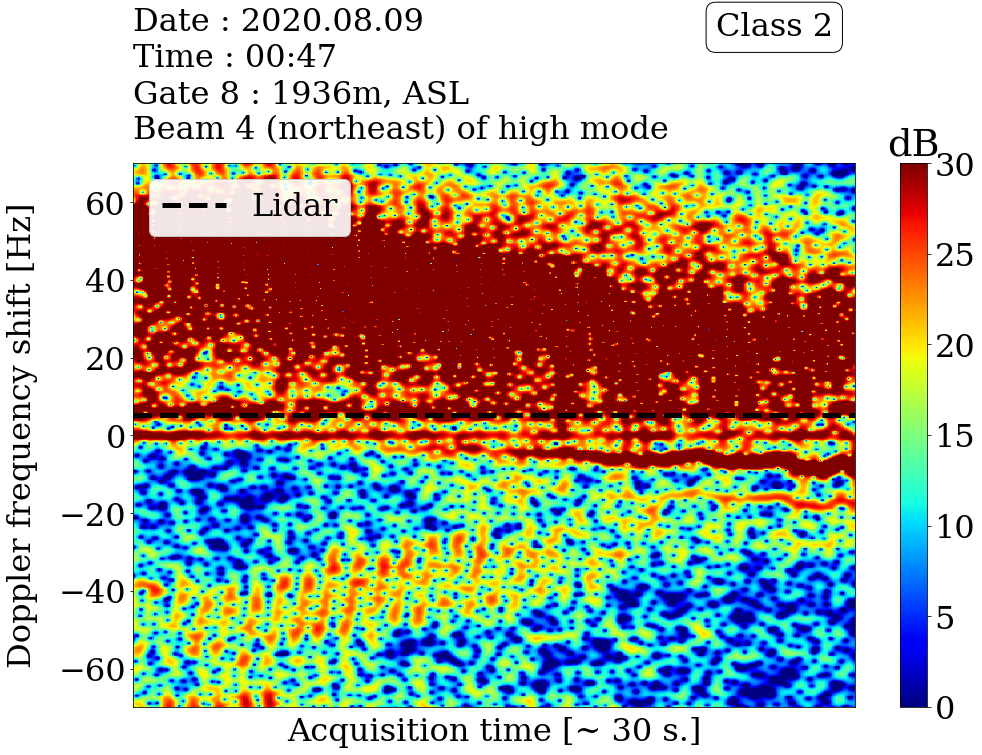 Date : 2020.08.09
Time : 00:47
Gate 8 : 1936m, ASL
Beam 4 (northeast) of high mode
Class 2
dB
Lidar
Doppler frequency shift [Hz]
60
40
20
0
−20
−40
−60
Acquisition time [~ 30 s.]
30
25
20
15
10
5
0